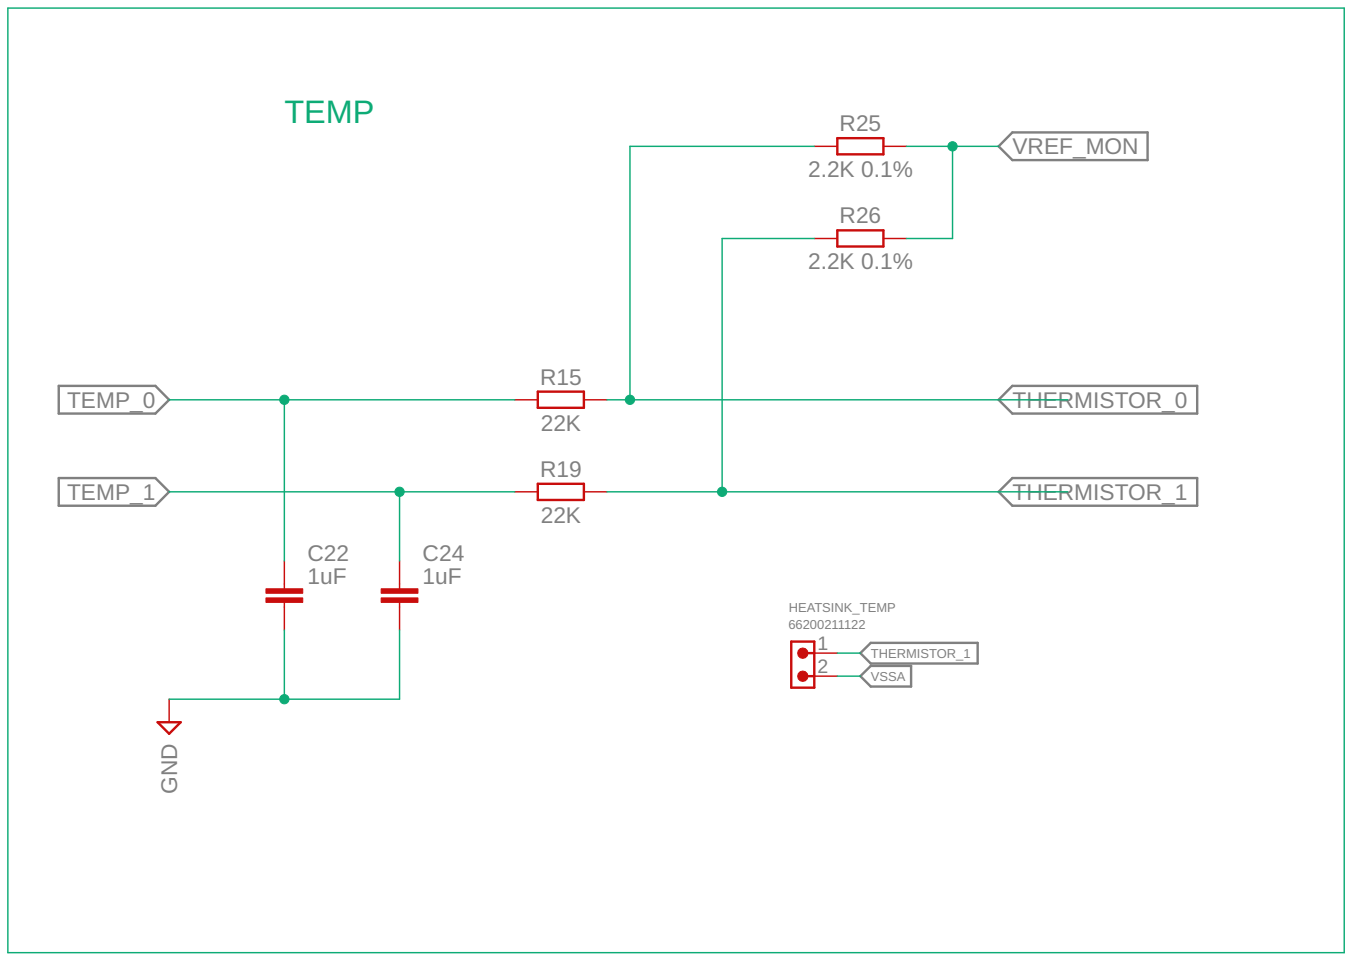 TEMP
R25
VREF_MON
2.2K 0.1%
R26
2.2K 0.1%
R15
TEMP_0
THERMISTOR_0
22K
R19
TEMP_1
THERMISTOR_1
22K
C22
1uF
C24
1uF
HEATSINK_TEMP
66200211122
1
THERMISTOR_1
2
VSSA
GND